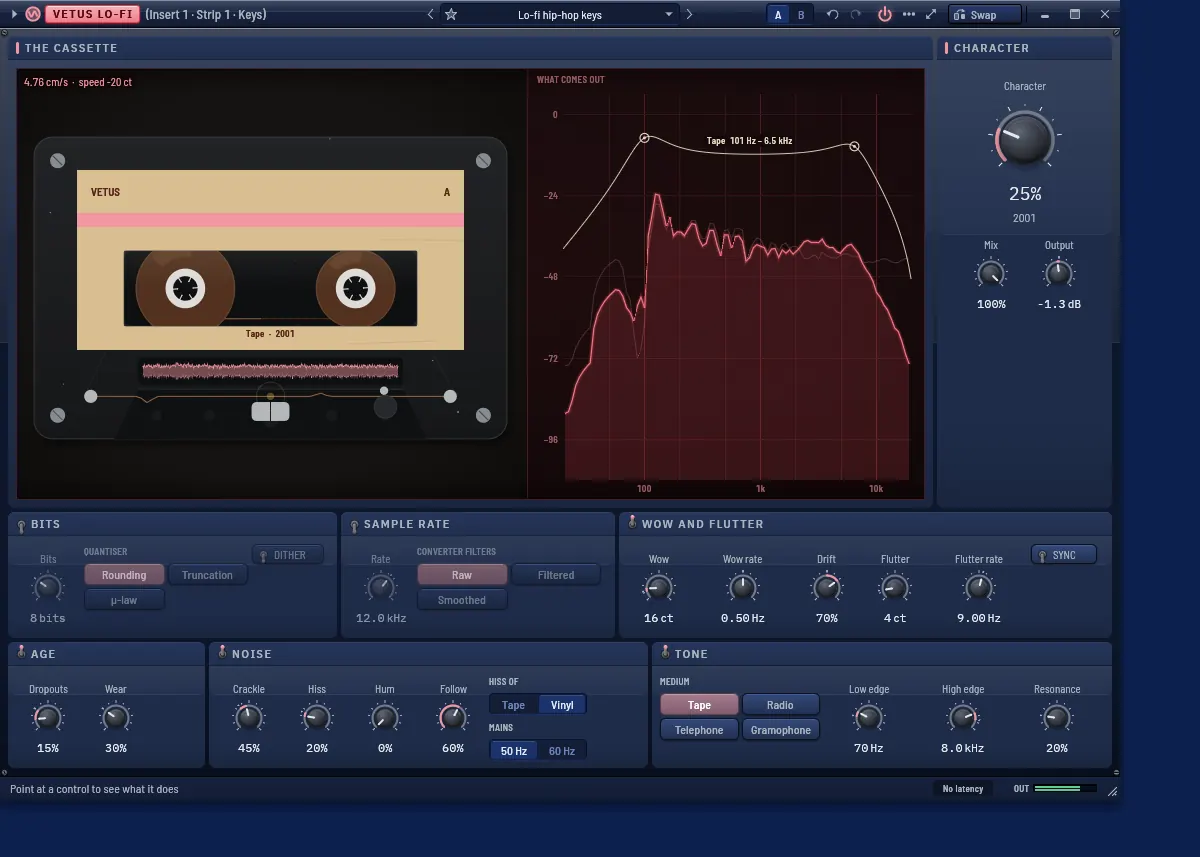 VETUS LO-FI (Insert 1 · Strip 1 · Keys) Lo-fi hip-hop keys A B Swap
THE CASSETTE
CHARACTER
4.76 cm/s · speed -20 ct
WHAT COMES OUT
Character
25%
2001
Mix Output
100% -1.3 dB
VETUS A
Tape · 2001
Tape 101 Hz – 6.5 kHz
0
−24
−48
−72
−96
100 1k 10k
BITS
Bits
8 bits
QUANTISER
DITHER
Rounding Truncation
μ-law
SAMPLE RATE
Rate
12.0 kHz
CONVERTER FILTERS
Raw Filtered
Smoothed
WOW AND FLUTTER
Wow Wow rate Drift Flutter Flutter rate SYNC
16 ct 0.50 Hz 70% 4 ct 9.00 Hz
AGE
Dropouts Wear
15% 30%
NOISE
Crackle Hiss Hum Follow
45% 20% 0% 60%
HISS OF
Tape Vinyl
MAINS
50 Hz 60 Hz
TONE
MEDIUM
Tape Radio
Telephone Gramophone
Low edge High edge Resonance
70 Hz 8.0 kHz 20%
Point at a control to see what it does No latency OUT